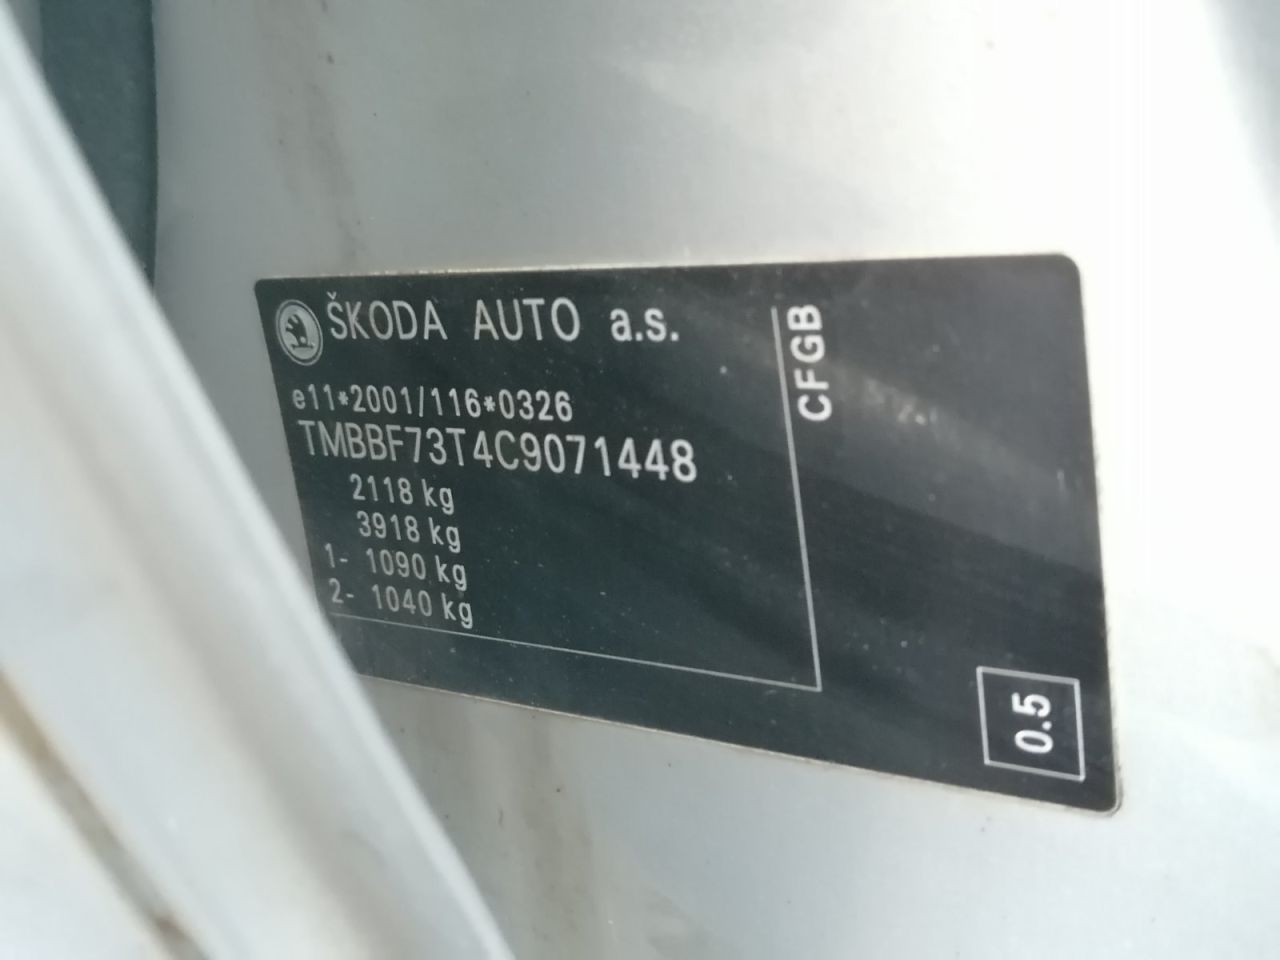 ŠKODA AUTO a.s.
e11*2001/116*0326
TMBBF73T4C9071448
2118 kg
3918 kg
1- 1090 kg
2- 1040 kg
CFGB
0.5